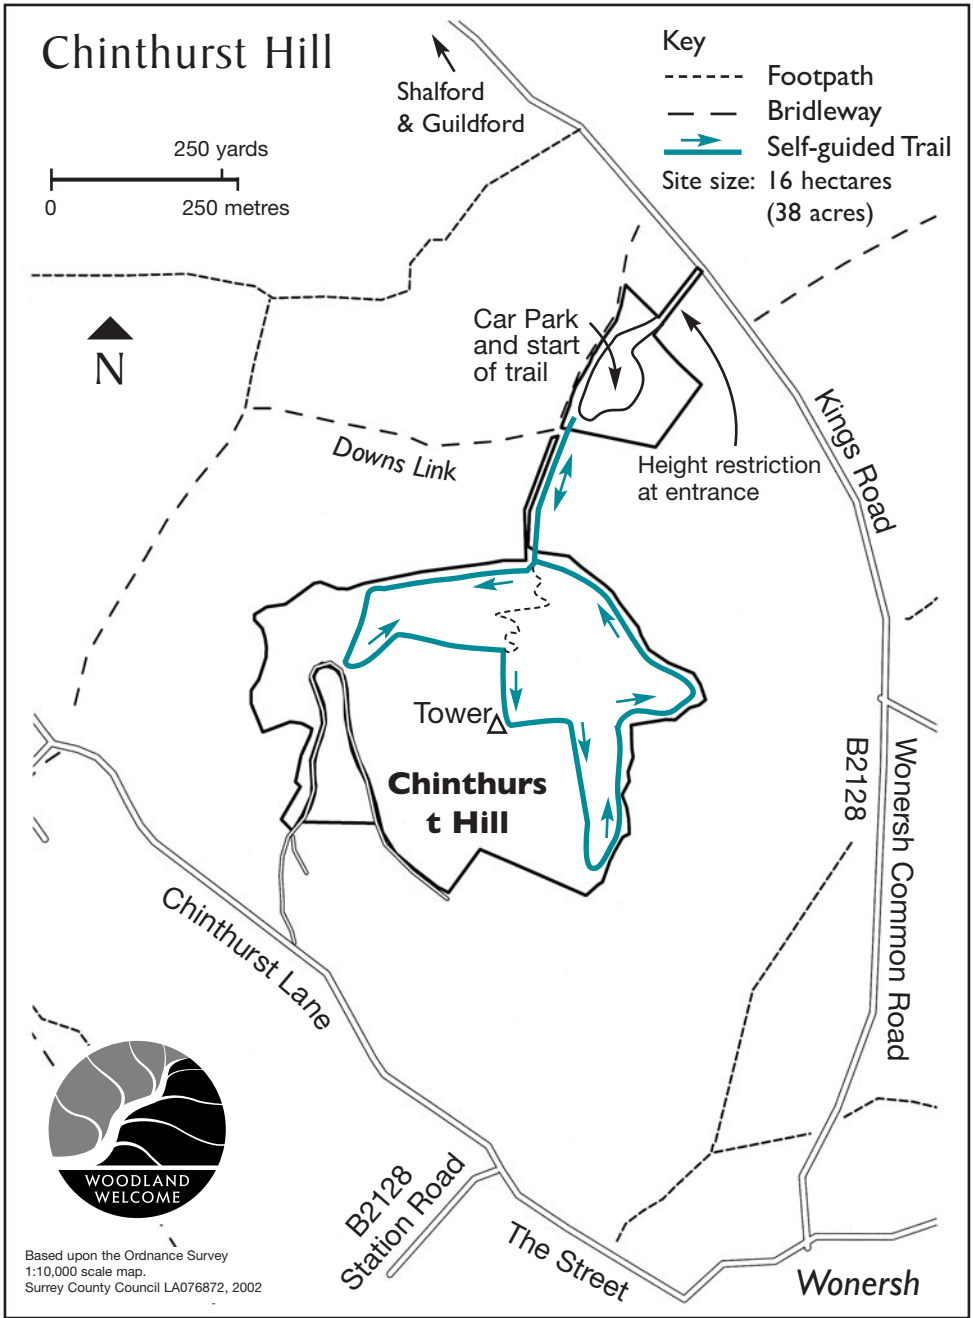 Chinthurst Hill
Shalford
& Guildford
Key
Footpath
Bridleway
Self-guided Trail
Site size: 16 hectares
(38 acres)
250 yards
0 250 metres
N
Car Park
and start
of trail
Downs Link
Height restriction
at entrance
Kings Road
Tower
Chinthurs
t Hill
B2128
Wonersh Common Road
Chinthurst Lane
WOODLAND
WELCOME
B2128
Station Road
The Street
Wonersh
Based upon the Ordnance Survey
1:10,000 scale map.
Surrey County Council LA076872, 2002